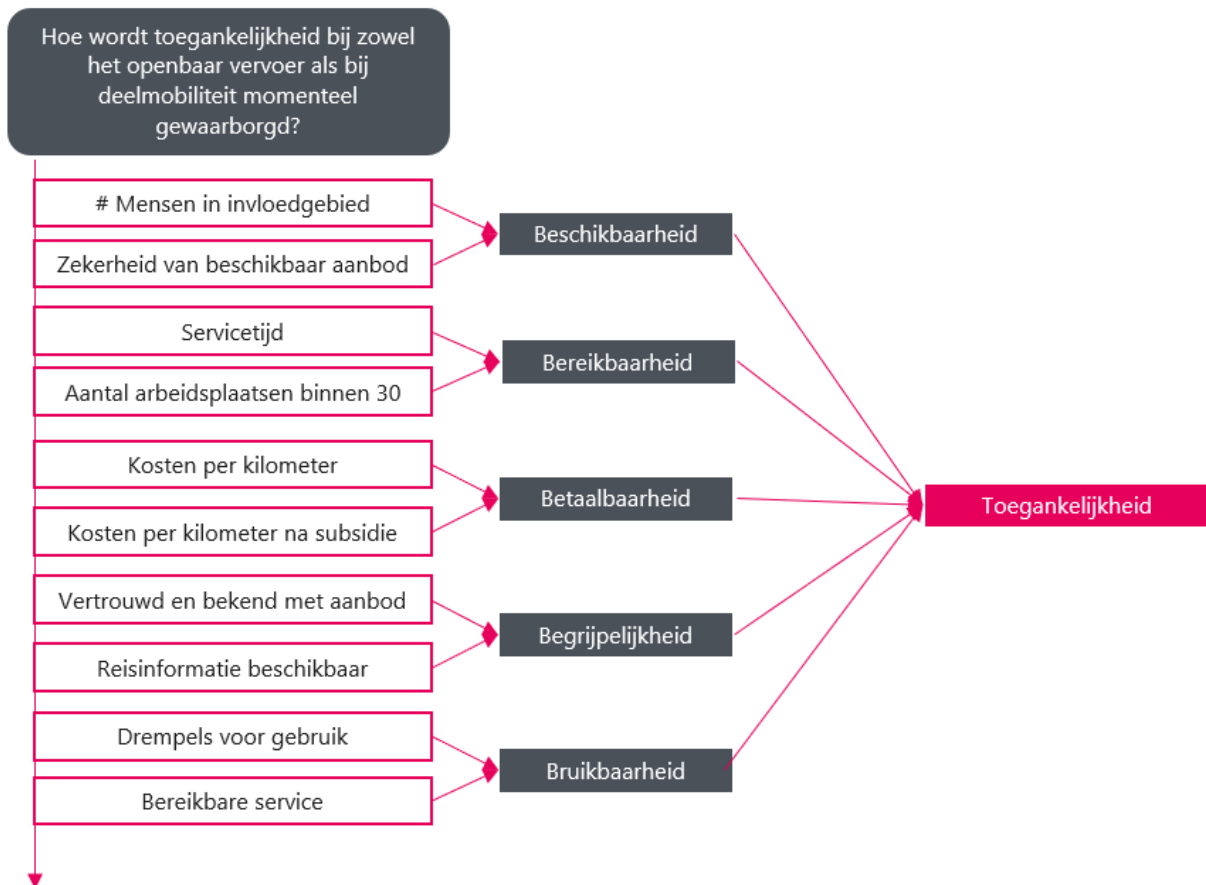 Hoe wordt toegankelijkheid bij zowel
het openbaar vervoer als bij
deelmobiliteit momenteel
gewaarborgd?
# Mensen in invloedgebied
Zekerheid van beschikbaar aanbod
Beschikbaarheid
Servicetijd
Aantal arbeidsplaatsen binnen 30
Bereikbaarheid
Kosten per kilometer
Kosten per kilometer na subsidie
Betaalbaarheid
Vertrouwd en bekend met aanbod
Reisinformatie beschikbaar
Begrijpelijkheid
Drempels voor gebruik
Bereikbare service
Bruikbaarheid
Toegankelijkheid